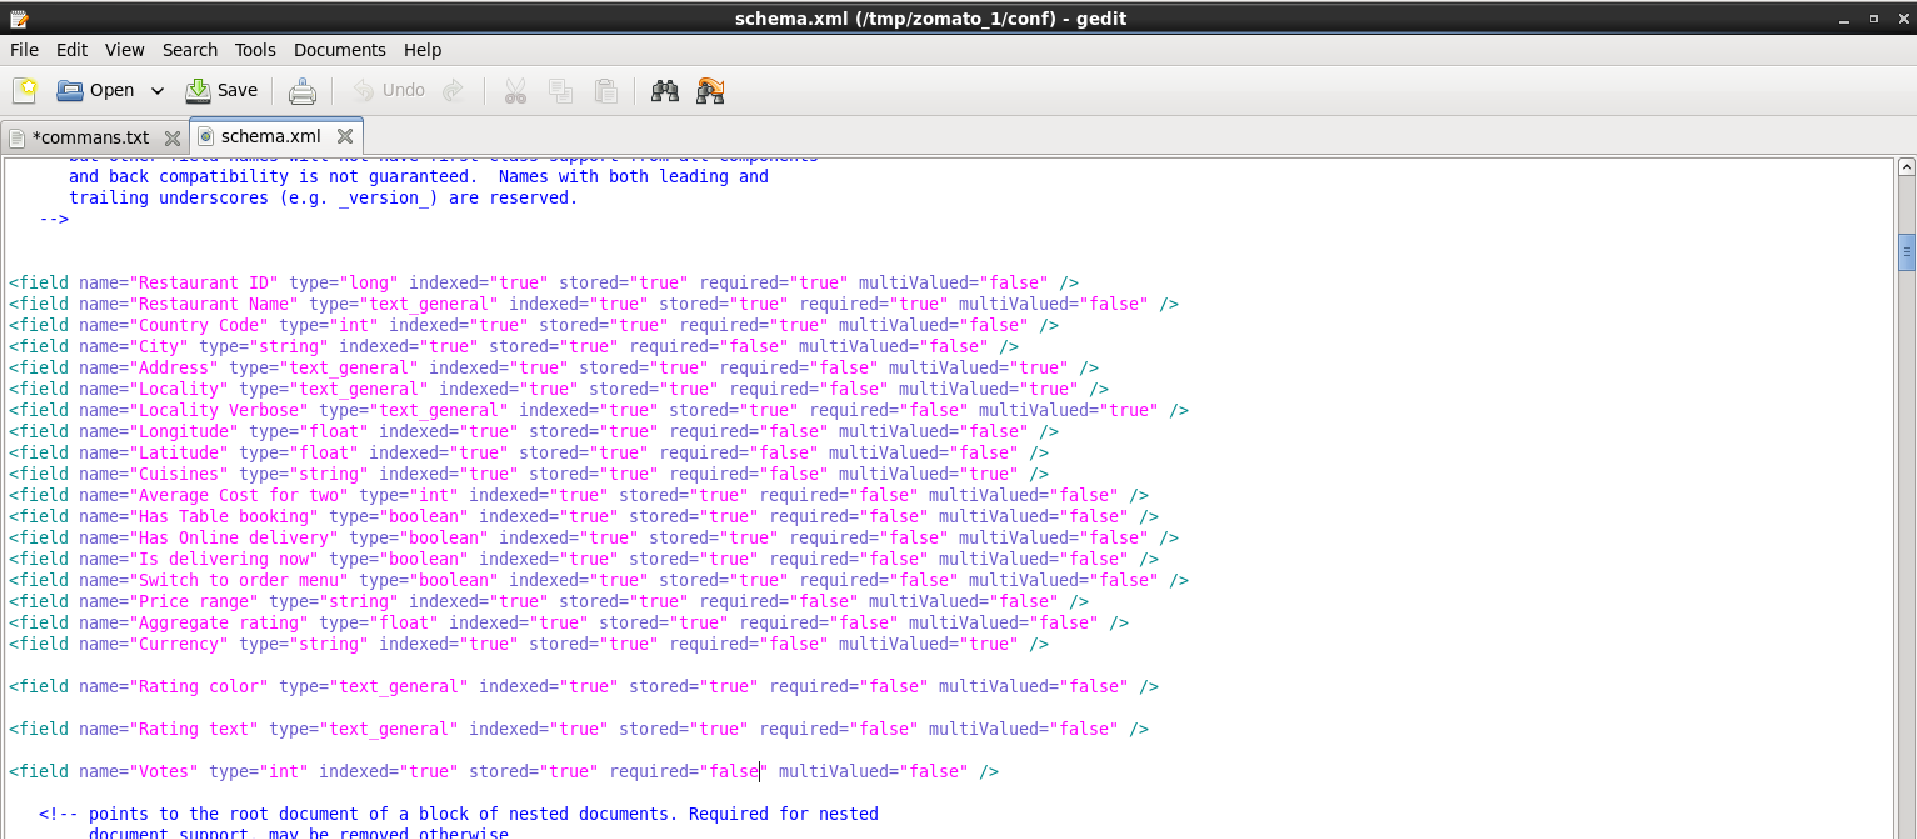 schema.xml (/tmp/zomato_1/conf) - gedit
File Edit View Search Tools Documents Help
Open Save Undo
*commans.txt schema.xml
but other field names will not have first class support from all components
and back compatibility is not guaranteed.  Names with both leading and
trailing underscores (e.g. _version_) are reserved.
-->
<field name="Restaurant ID" type="long" indexed="true" stored="true" required="true" multiValued="false" />
<field name="Restaurant Name" type="text_general" indexed="true" stored="true" required="true" multiValued="false" />
<field name="Country Code" type="int" indexed="true" stored="true" required="true" multiValued="false" />
<field name="City" type="string" indexed="true" stored="true" required="false" multiValued="false" />
<field name="Address" type="text_general" indexed="true" stored="true" required="false" multiValued="true" />
<field name="Locality" type="text_general" indexed="true" stored="true" required="false" multiValued="true" />
<field name="Locality Verbose" type="text_general" indexed="true" stored="true" required="false" multiValued="true" />
<field name="Longitude" type="float" indexed="true" stored="true" required="false" multiValued="false" />
<field name="Latitude" type="float" indexed="true" stored="true" required="false" multiValued="false" />
<field name="Cuisines" type="string" indexed="true" stored="true" required="false" multiValued="true" />
<field name="Average Cost for two" type="int" indexed="true" stored="true" required="false" multiValued="false" />
<field name="Has Table booking" type="boolean" indexed="true" stored="true" required="false" multiValued="false" />
<field name="Has Online delivery" type="boolean" indexed="true" stored="true" required="false" multiValued="false" />
<field name="Is delivering now" type="boolean" indexed="true" stored="true" required="false" multiValued="false" />
<field name="Switch to order menu" type="boolean" indexed="true" stored="true" required="false" multiValued="false" />
<field name="Price range" type="string" indexed="true" stored="true" required="false" multiValued="false" />
<field name="Aggregate rating" type="float" indexed="true" stored="true" required="false" multiValued="false" />
<field name="Currency" type="string" indexed="true" stored="true" required="false" multiValued="true" />
<field name="Rating color" type="text_general" indexed="true" stored="true" required="false" multiValued="false" />
<field name="Rating text" type="text_general" indexed="true" stored="true" required="false" multiValued="false" />
<field name="Votes" type="int" indexed="true" stored="true" required="false" multiValued="false" />
<!-- points to the root document of a block of nested documents. Required for nested
document support, may be removed otherwise